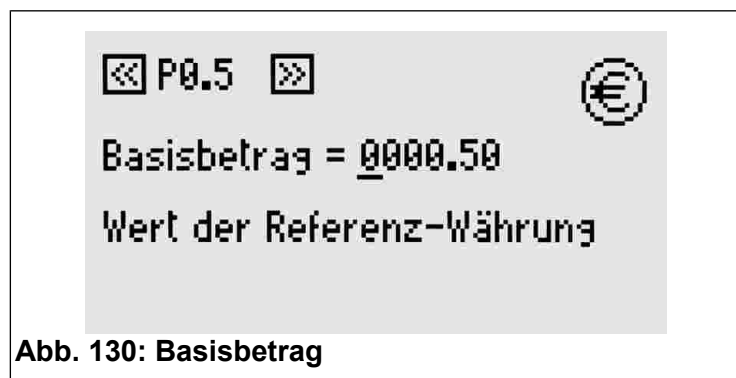 « P0.5 »
€
Basisbetrag = 0000.50
Wert der Referenz-Währung
Abb. 130: Basisbetrag